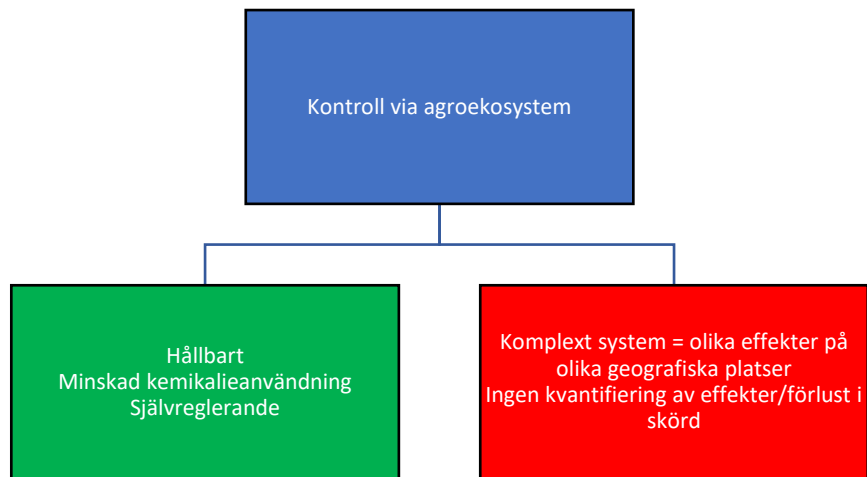 Kontroll via agroekosystem
Hållbart
Minskad kemikalieanvändning
Självreglerande
Komplext system = olika effekter på
olika geografiska platser
Ingen kvantifiering av effekter/förlust i
skörd